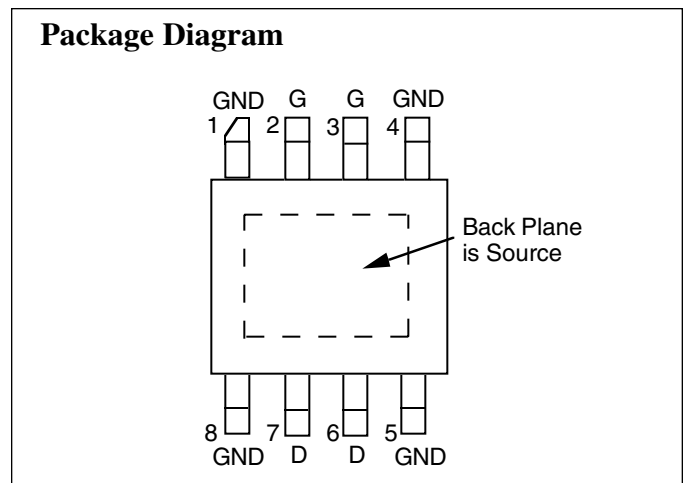 Package Diagram
GND G G GND
1 2 3 4
Back Plane
is Source
8 7 6 5
GND D D GND